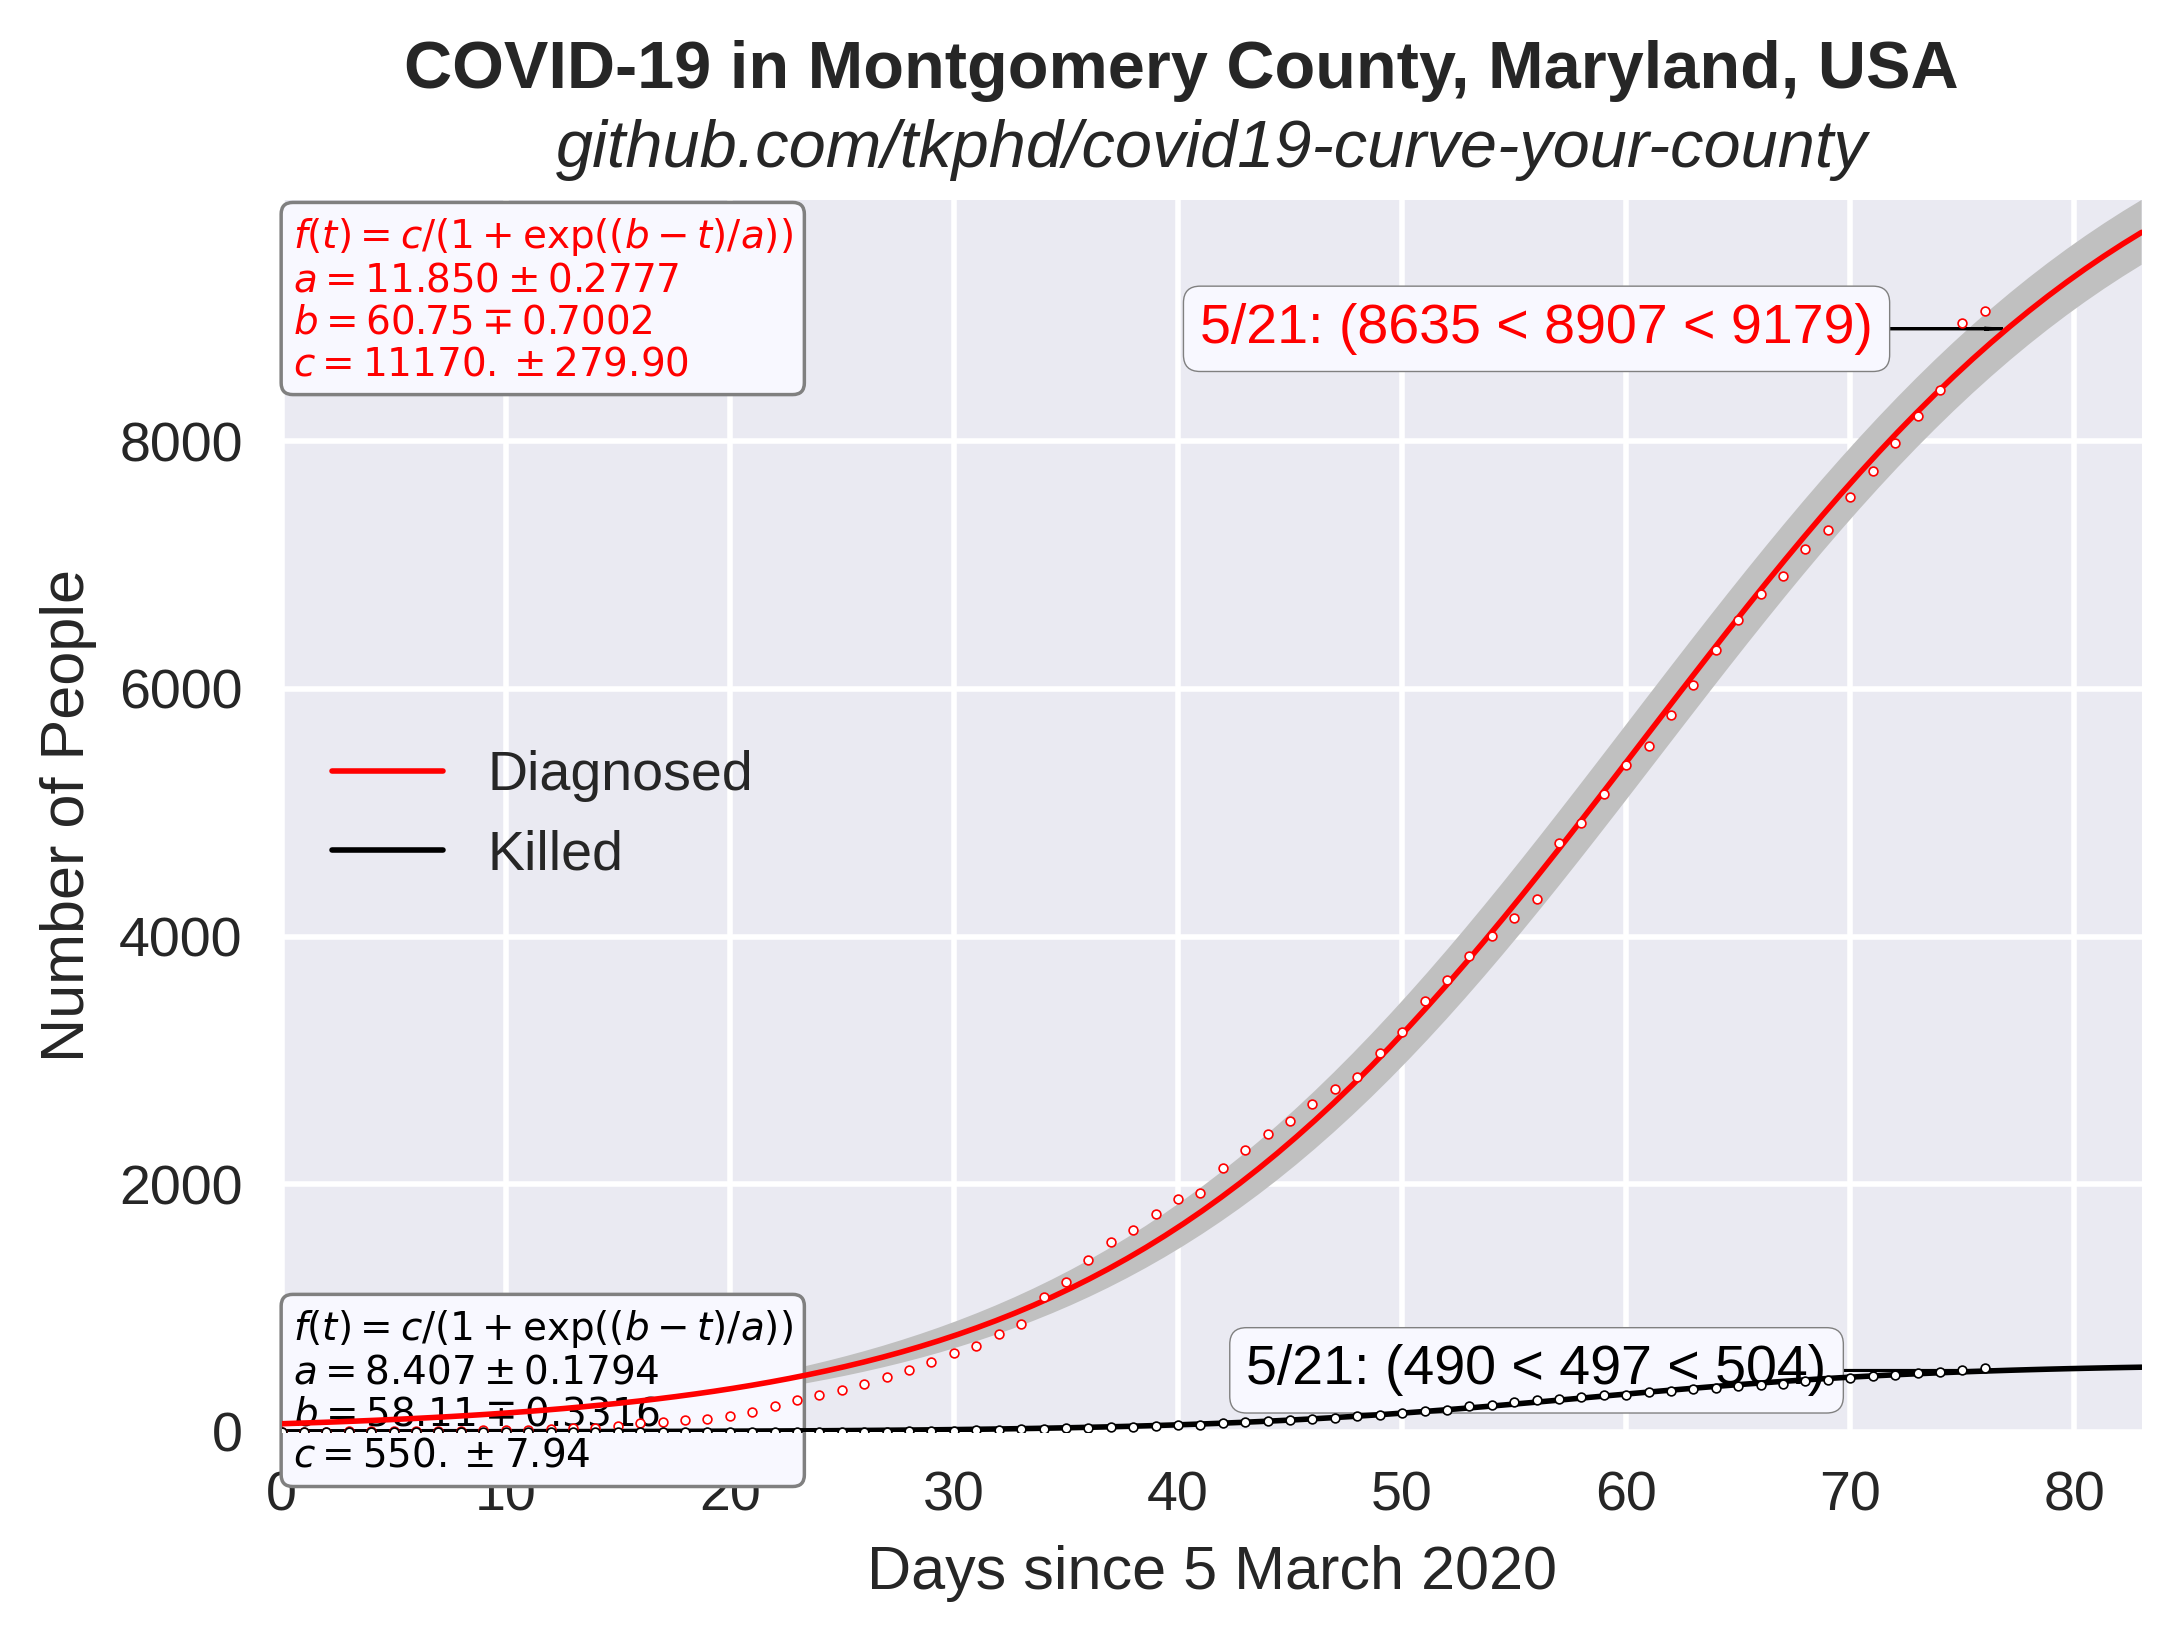 COVID-19 in Montgomery County, Maryland, USA
github.com/tkphd/covid19-curve-your-county
f(t) = c/(1 + exp((b − t)/a))
a = 11.850 ± 0.2777
b = 60.75 ∓ 0.7002
c = 11170. ± 279.90
5/21: (8635 < 8907 < 9179)
8000
6000
4000
2000
0
Number of People
Diagnosed
Killed
f(t) = c/(1 + exp((b − t)/a))
a = 8.407 ± 0.1794
b = 58.11 ∓ 0.3316
c = 550. ± 7.94
5/21: (490 < 497 < 504)
0 10 20 30 40 50 60 70 80
Days since 5 March 2020